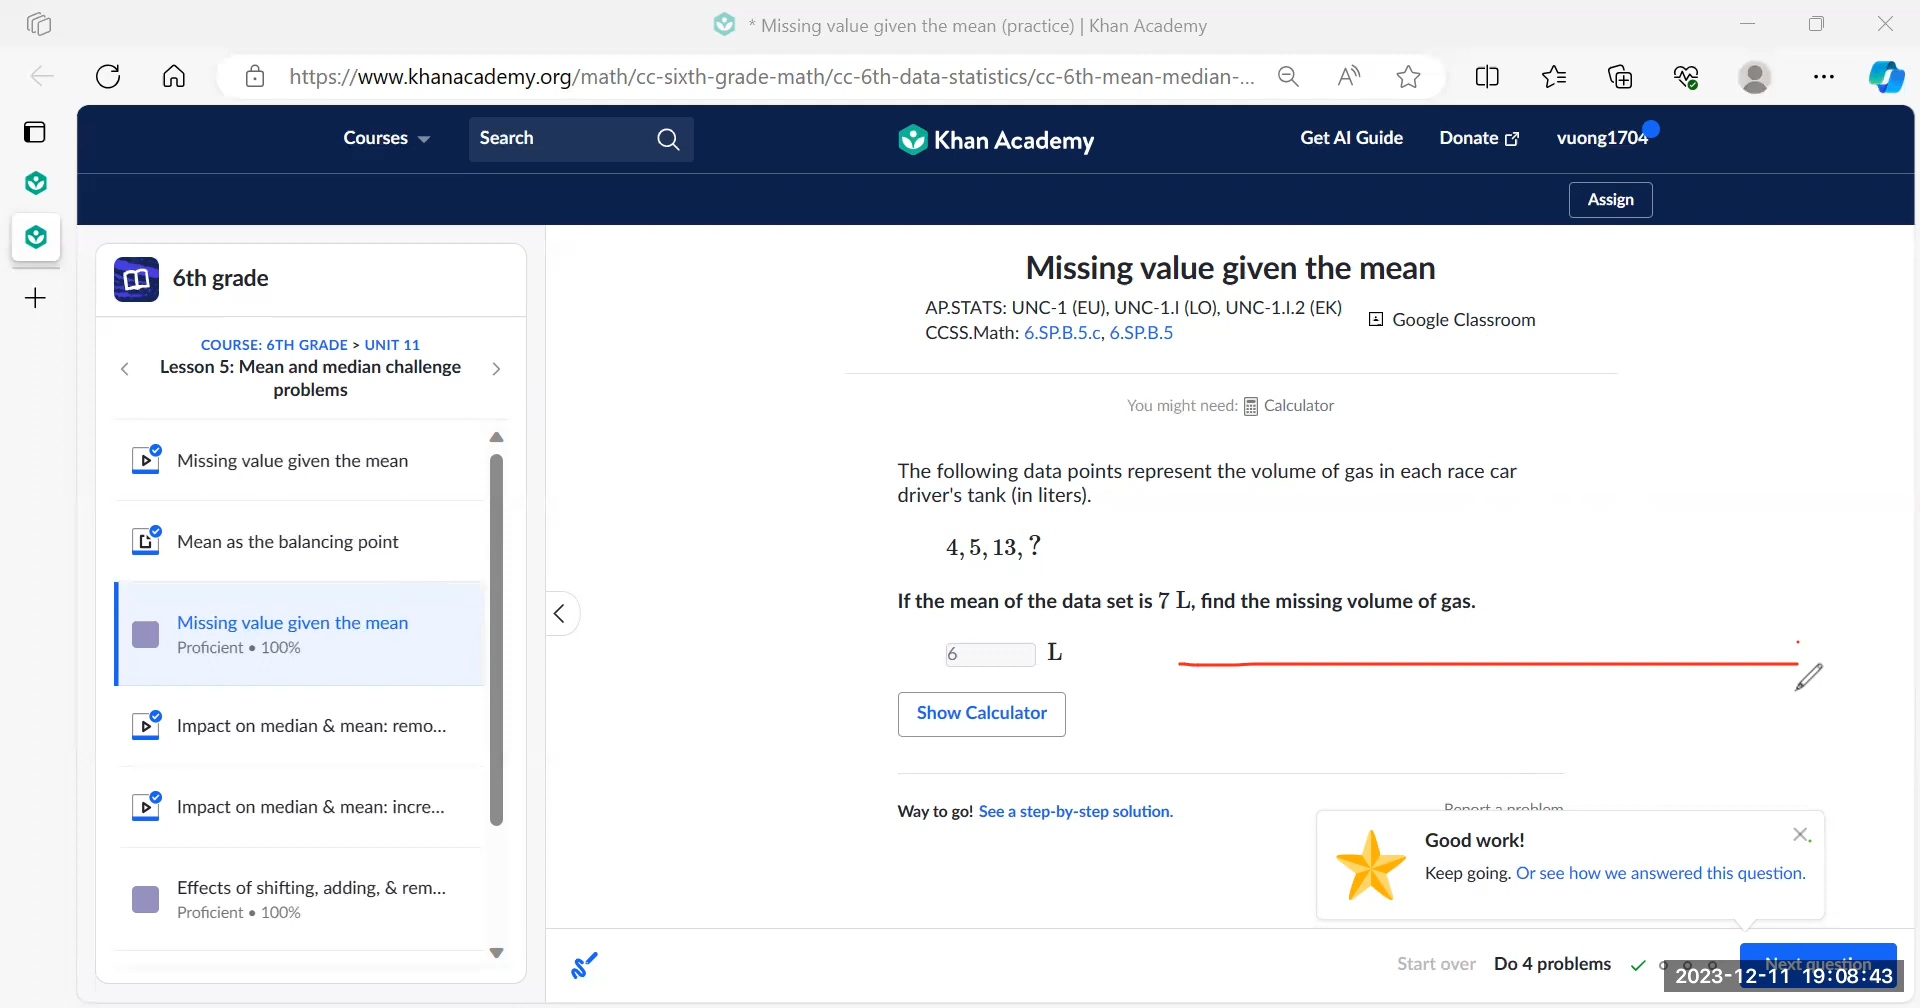 * Missing value given the mean (practice) | Khan Academy
https://www.khanacademy.org/math/cc-sixth-grade-math/cc-6th-data-statistics/cc-6th-mean-median-...
Courses
Search
Khan Academy
Get AI Guide
Donate
vuong1704
Assign
6th grade
COURSE: 6TH GRADE > UNIT 11
Lesson 5: Mean and median challenge
problems
Missing value given the mean
Mean as the balancing point
Missing value given the mean
Proficient • 100%
Impact on median & mean: remo...
Impact on median & mean: incre...
Effects of shifting, adding, & rem...
Proficient • 100%
Missing value given the mean
AP.STATS: UNC‑1 (EU), UNC‑1.I (LO), UNC‑1.I.2 (EK)
CCSS.Math: 6.SP.B.5.c, 6.SP.B.5
Google Classroom
You might need: Calculator
The following data points represent the volume of gas in each race car
driver's tank (in liters).
4, 5, 13, ?
If the mean of the data set is 7 L, find the missing volume of gas.
6 L
Show Calculator
Way to go! See a step-by-step solution.
Report a problem
Good work!
Keep going. Or see how we answered this question.
Start over
Do 4 problems
Next question
2023-12-11 19:08:43